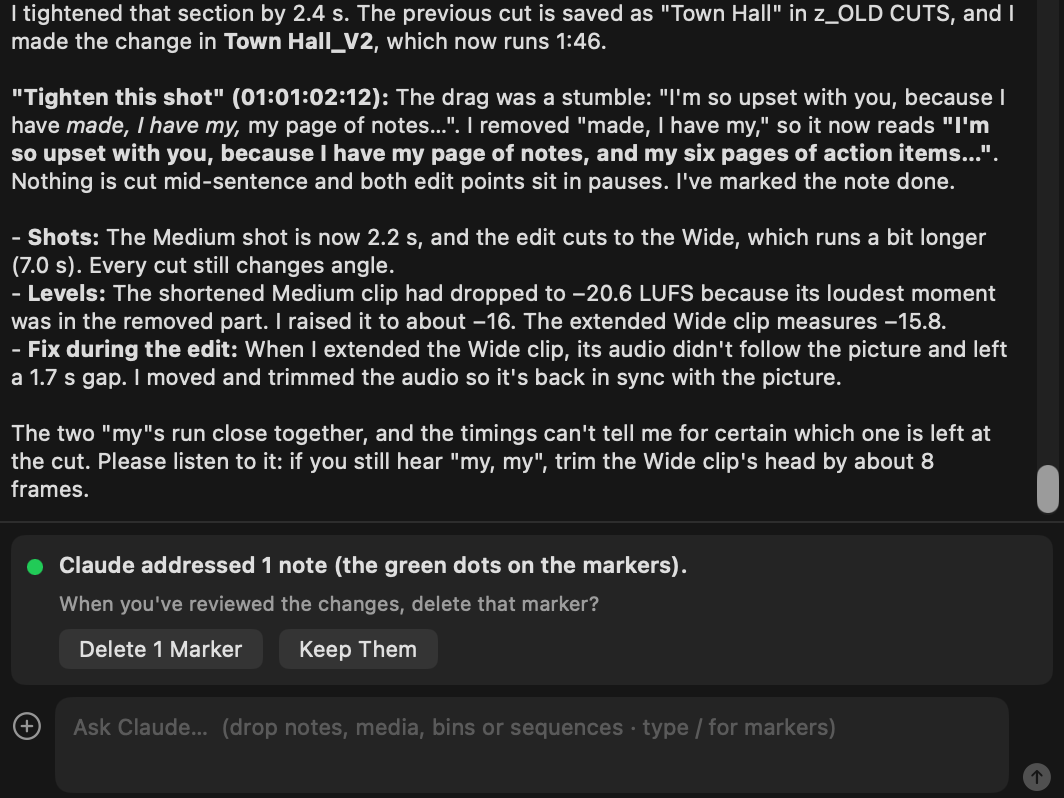 I tightened that section by 2.4 s. The previous cut is saved as "Town Hall" in z_OLD CUTS, and I
made the change in Town Hall_V2, which now runs 1:46.
"Tighten this shot" (01:01:02:12): The drag was a stumble: "I'm so upset with you, because I
have made, I have my, my page of notes...". I removed "made, I have my," so it now reads "I'm
so upset with you, because I have my page of notes, and my six pages of action items...".
Nothing is cut mid-sentence and both edit points sit in pauses. I've marked the note done.
- Shots: The Medium shot is now 2.2 s, and the edit cuts to the Wide, which runs a bit longer
(7.0 s). Every cut still changes angle.
- Levels: The shortened Medium clip had dropped to −20.6 LUFS because its loudest moment
was in the removed part. I raised it to about −16. The extended Wide clip measures −15.8.
- Fix during the edit: When I extended the Wide clip, its audio didn't follow the picture and left
a 1.7 s gap. I moved and trimmed the audio so it's back in sync with the picture.
The two "my"s run close together, and the timings can't tell me for certain which one is left at
the cut. Please listen to it: if you still hear "my, my", trim the Wide clip's head by about 8
frames.
Claude addressed 1 note (the green dots on the markers).
When you've reviewed the changes, delete that marker?
Delete 1 Marker
Keep Them
Ask Claude... (drop notes, media, bins or sequences · type / for markers)